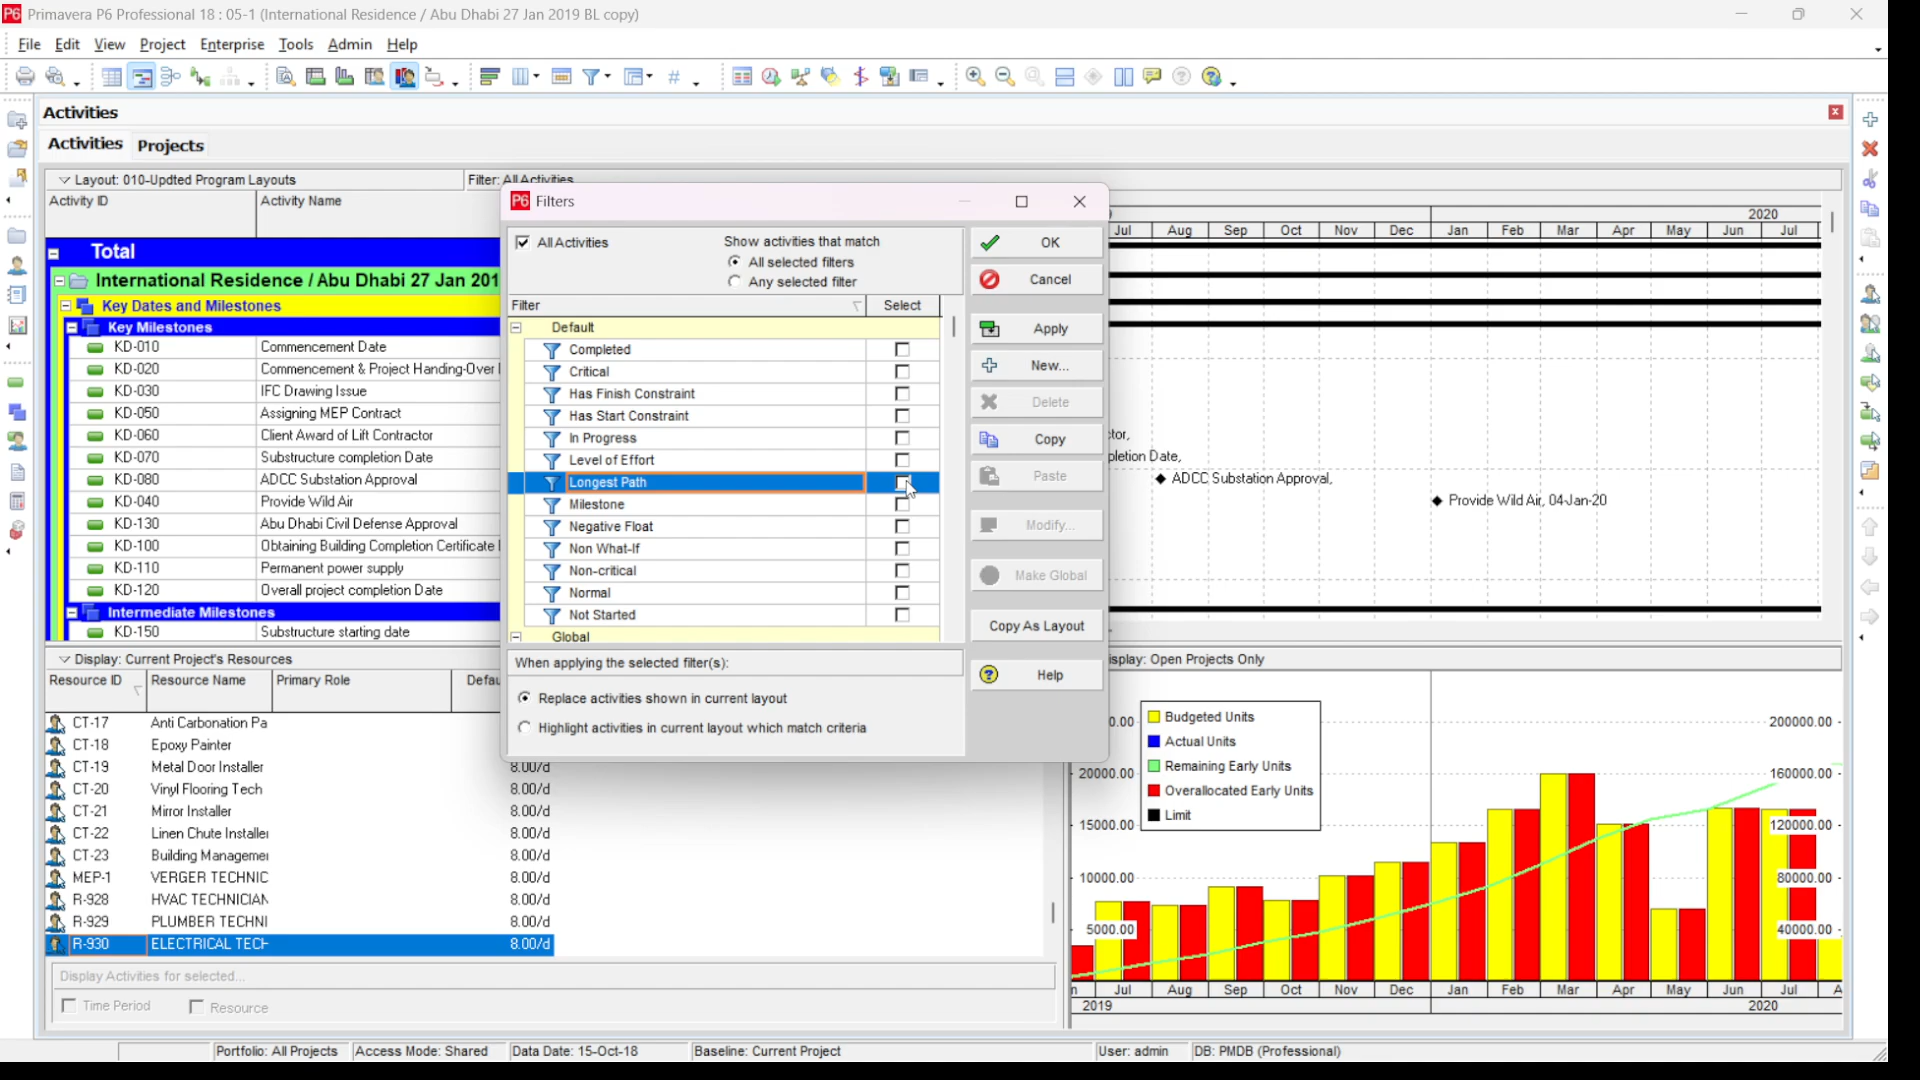 Primavera P6 Professional 18 : 05-1 (International Residence / Abu Dhabi 27 Jan 2019 BL copy)
File Edit View Project Enterprise Tools Admin Help
Activities
Activities Projects
Layout: 010-Updted Program Layouts
Filter: All Activities
Activity ID Activity Name
2020
Jul Aug Sep Oct Nov Dec Jan Feb Mar Apr May Jun Jul
Total
International Residence / Abu Dhabi 27 Jan 201
Key Dates and Milestones
Key Milestones
KD-010 Commencement Date
KD-020 Commencement & Project Handing-Over
KD-030 IFC Drawing Issue
KD-050 Assigning MEP Contract
KD-060 Client Award of Lift Contractor
KD-070 Substructure completion Date
KD-080 ADCC Substation Approval
KD-040 Provide Wild Air
KD-130 Abu Dhabi Civil Defense Approval
KD-100 Obtaining Building Completion Certificate
KD-110 Permanent power supply
KD-120 Overall project completion Date
Intermediate Milestones
KD-150 Substructure starting date
tor,
pletion Date,
ADCC Substation Approval,
Provide Wild Air, 04-Jan-20
P6 Filters
All Activities
Show activities that match
All selected filters
Any selected filter
Filter Select
Default
Completed
Critical
Has Finish Constraint
Has Start Constraint
In Progress
Level of Effort
Longest Path
Milestone
Negative Float
Non What-If
Non-critical
Normal
Not Started
Global
When applying the selected filter(s):
Replace activities shown in current layout
Highlight activities in current layout which match criteria
OK
Cancel
Apply
New...
Delete
Copy
Paste
Modify...
Make Global
Copy As Layout
Help
Display: Current Project's Resources
Resource ID Resource Name Primary Role Defau
CT-17 Anti Carbonation Pa
CT-18 Epoxy Painter
CT-19 Metal Door Installer 8.00/d
CT-20 Vinyl Flooring Tech 8.00/d
CT-21 Mirror Installer 8.00/d
CT-22 Linen Chute Installer 8.00/d
CT-23 Building Managemer 8.00/d
MEP-1 VERGER TECHNIC 8.00/d
R-928 HVAC TECHNICIAN 8.00/d
R-929 PLUMBER TECHNI 8.00/d
R-930 ELECTRICAL TECH 8.00/d
Display Activities for selected...
Time Period Resource
isplay: Open Projects Only
Budgeted Units
Actual Units
Remaining Early Units
Overallocated Early Units
Limit
0.00
20000.00
15000.00
10000.00
5000.00
200000.00
160000.00
120000.00
80000.00
40000.00
n Jul Aug Sep Oct Nov Dec Jan Feb Mar Apr May Jun Jul A
2019 2020
Portfolio: All Projects Access Mode: Shared Data Date: 15-Oct-18 Baseline: Current Project User: admin DB: PMDB (Professional)